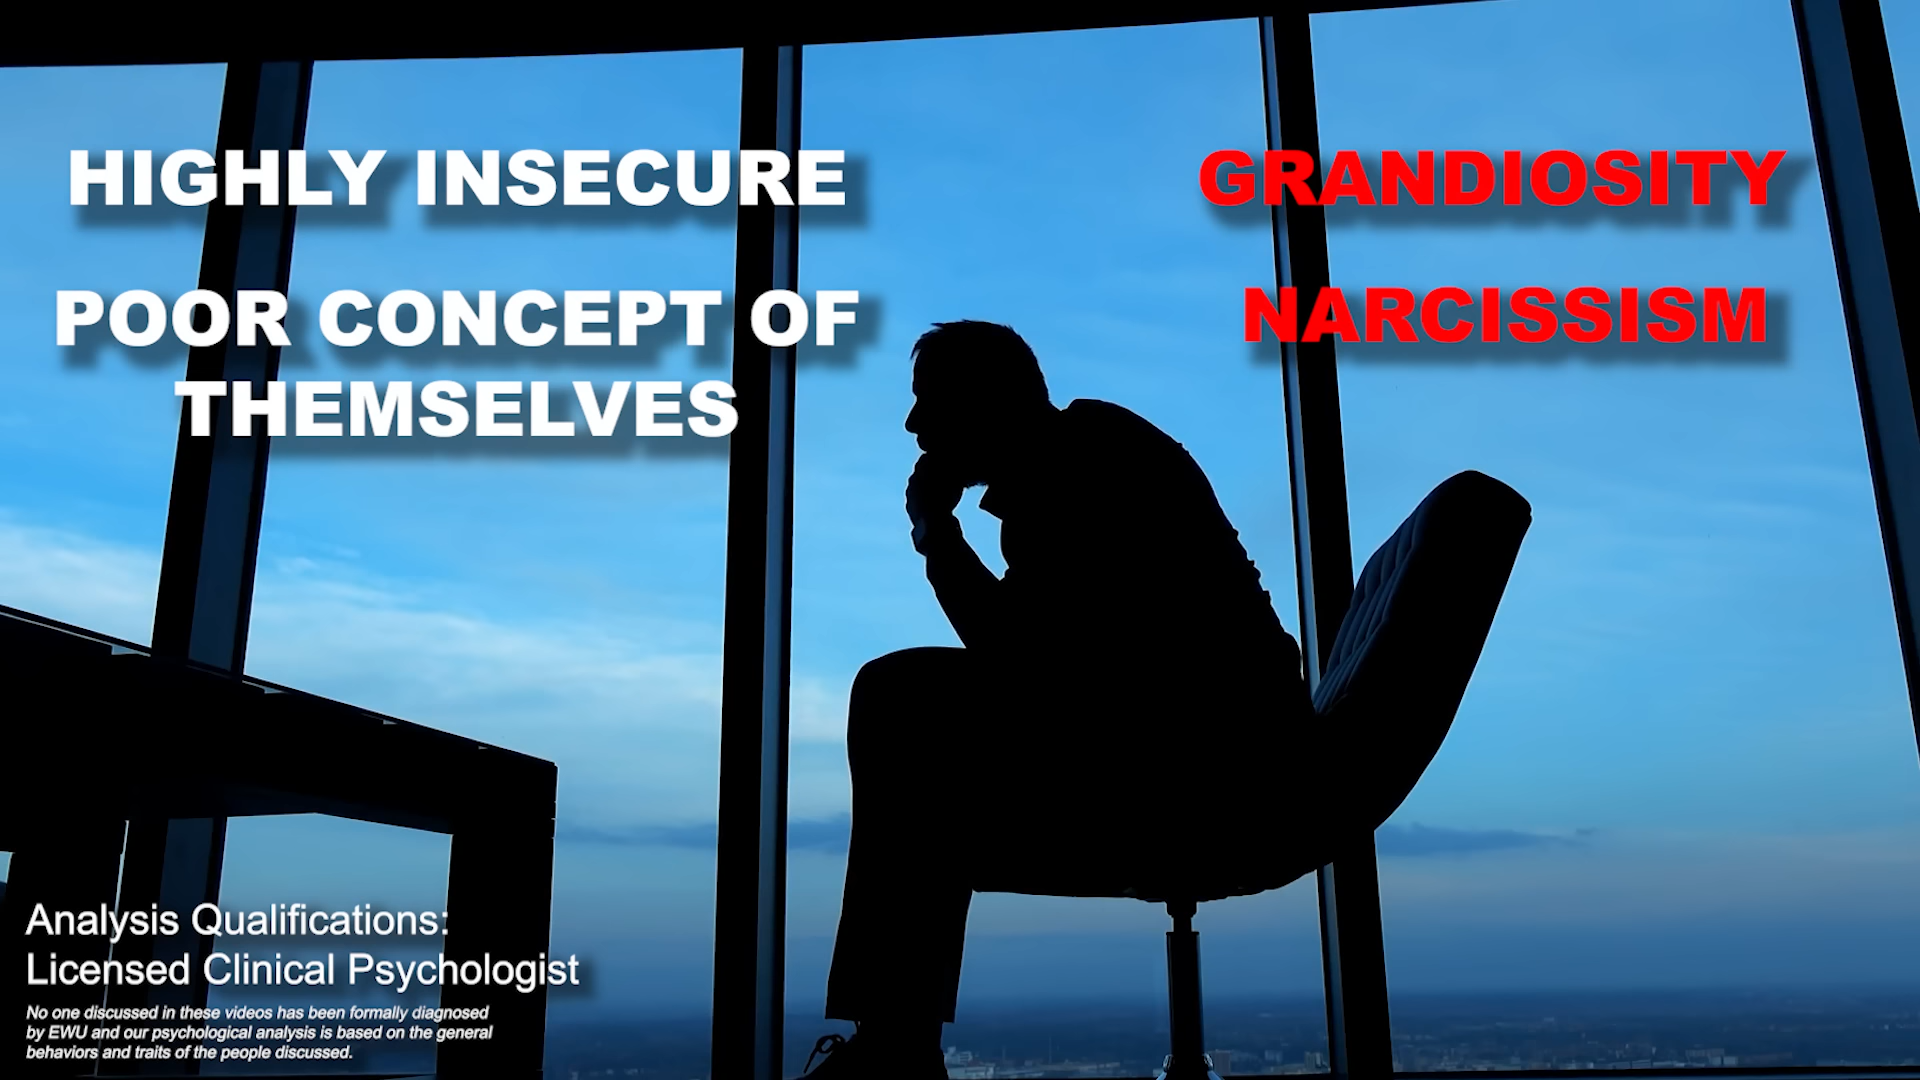 HIGHLY INSECURE
POOR CONCEPT OF
THEMSELVES
GRANDIOSITY
NARCISSISM
Analysis Qualifications:
Licensed Clinical Psychologist
No one discussed in these videos has been formally diagnosed
by EWU and our psychological analysis is based on the general
behaviors and traits of the people discussed.